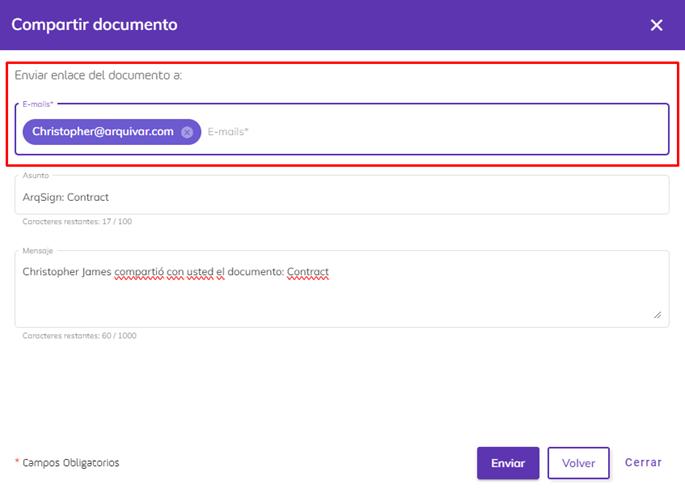 Compartir documento
Enviar enlace del documento a:
E-mails*
Christopher@arquivar.com E-mails*
Asunto
ArqSign: Contract
Caracteres restantes: 17 / 100
Mensaje
Christopher James compartió con usted el documento: Contract
Caracteres restantes: 60 / 1000
* Campos Obligatorios
Enviar
Volver
Cerrar